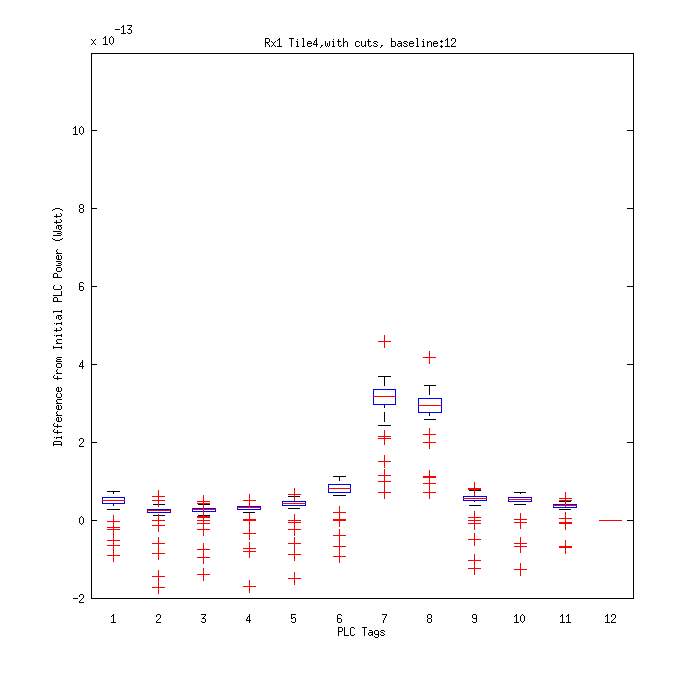 x 10-13
Rx1 Tile4,with cuts, baseline:12
10
8
6
4
2
0
-2
Difference from Initial PLC Power (Watt)
1 2 3 4 5 6 7 8 9 10 11 12
PLC Tags